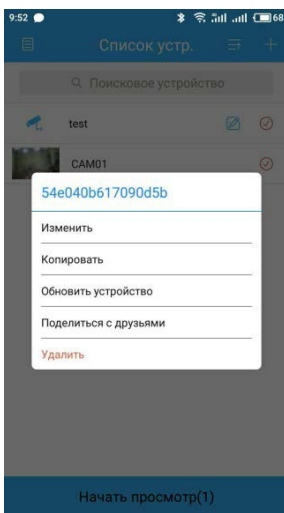 9:52 68
Список устр.
Поисковое устройство
test
CAM01
54e040b617090d5b
Изменить
Копировать
Обновить устройство
Поделиться с друзьями
Удалить
Начать просмотр(1)